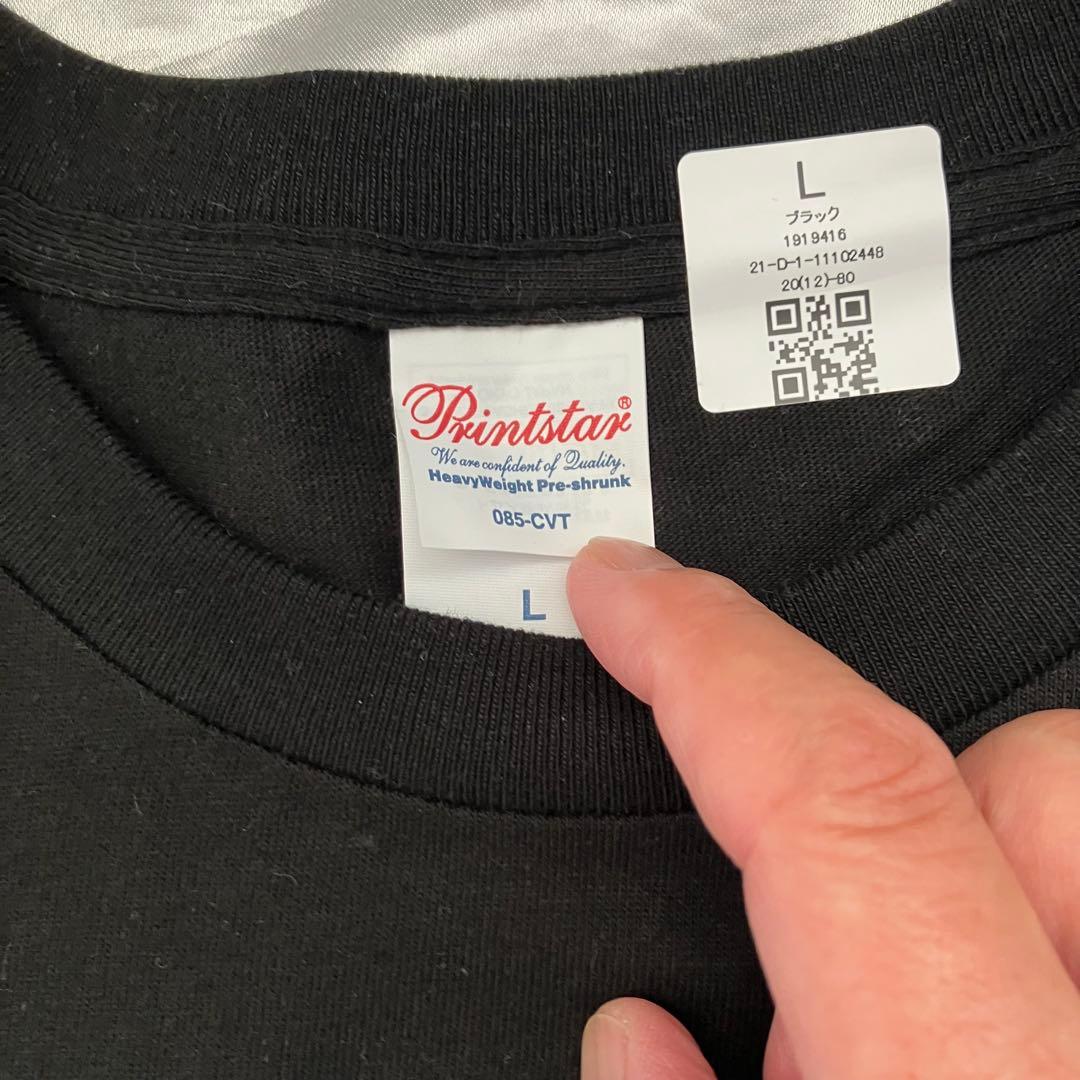 L
ブラック
1919416
21-D-1-11102448
20(12)-80
Printstar®
We are confident of Quality.
HeavyWeight Pre-shrunk
085-CVT
L